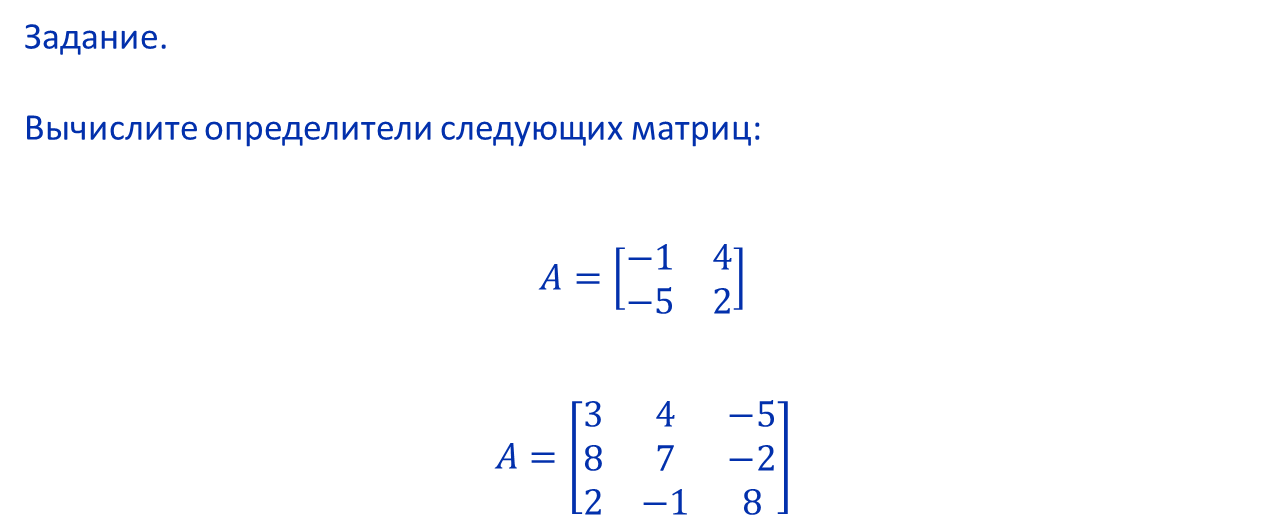 Задание.
Вычислите определители следующих матриц:
A = [−1 4
−5 2]
A = [3 4 −5
8 7 −2
2 −1 8]